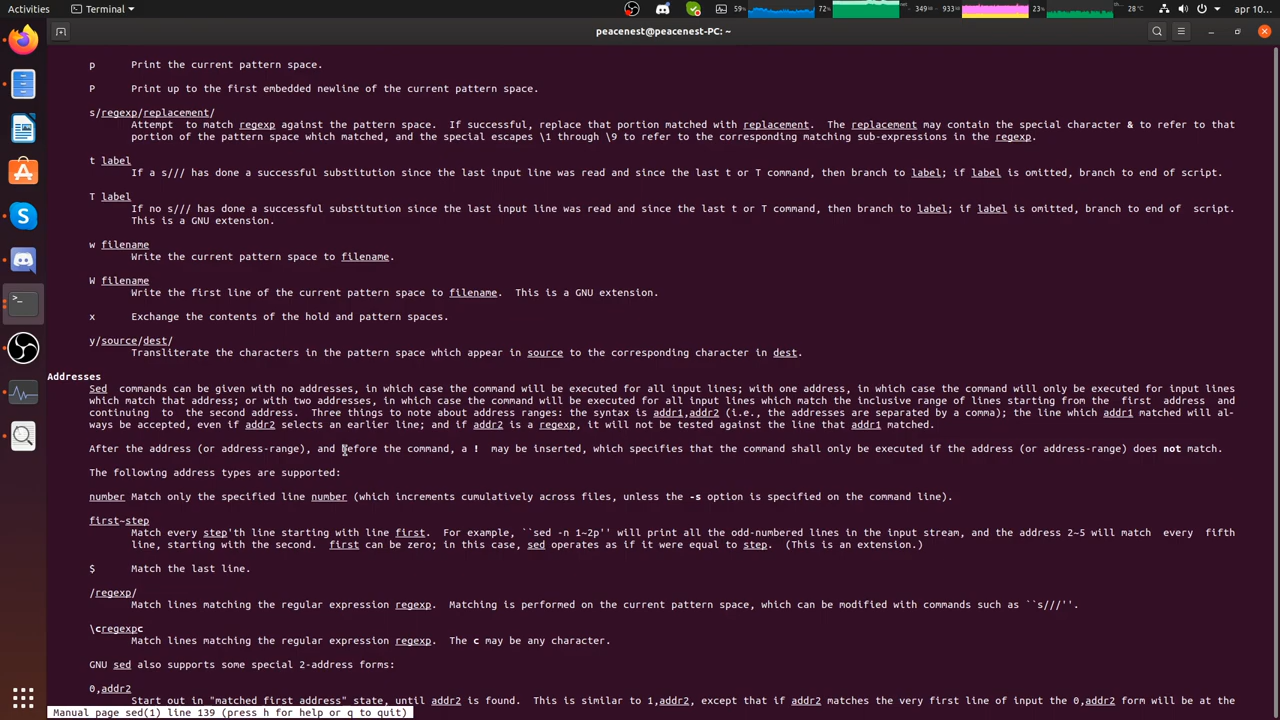 Activities
Terminal
59%
72%
349W
933W
23%
28°C
apr 10...
peacenest@peacenest-PC: ~
p Print the current pattern space.
P Print up to the first embedded newline of the current pattern space.
s/regexp/replacement/
Attempt to match regexp against the pattern space. If successful, replace that portion matched with replacement. The replacement may contain the special character & to refer to that
portion of the pattern space which matched, and the special escapes \1 through \9 to refer to the corresponding matching sub-expressions in the regexp.
t label
If a s/// has done a successful substitution since the last input line was read and since the last t or T command, then branch to label; if label is omitted, branch to end of script.
T label
If no s/// has done a successful substitution since the last input line was read and since the last t or T command, then branch to label; if label is omitted, branch to end of script.
This is a GNU extension.
w filename
Write the current pattern space to filename.
W filename
Write the first line of the current pattern space to filename. This is a GNU extension.
x Exchange the contents of the hold and pattern spaces.
y/source/dest/
Transliterate the characters in the pattern space which appear in source to the corresponding character in dest.
Addresses
Sed commands can be given with no addresses, in which case the command will be executed for all input lines; with one address, in which case the command will only be executed for input lines
which match that address; or with two addresses, in which case the command will be executed for all input lines which match the inclusive range of lines starting from the first address and
continuing to the second address. Three things to note about address ranges: the syntax is addr1,addr2 (i.e., the addresses are separated by a comma); the line which addr1 matched will al-
ways be accepted, even if addr2 selects an earlier line; and if addr2 is a regexp, it will not be tested against the line that addr1 matched.
After the address (or address-range), and before the command, a ! may be inserted, which specifies that the command shall only be executed if the address (or address-range) does not match.
The following address types are supported:
number Match only the specified line number (which increments cumulatively across files, unless the -s option is specified on the command line).
first~step
Match every step'th line starting with line first. For example, ``sed -n 1~2p'' will print all the odd-numbered lines in the input stream, and the address 2~5 will match every fifth
line, starting with the second. first can be zero; in this case, sed operates as if it were equal to step. (This is an extension.)
$ Match the last line.
/regexp/
Match lines matching the regular expression regexp. Matching is performed on the current pattern space, which can be modified with commands such as ``s///''.
\cregexpc
Match lines matching the regular expression regexp. The c may be any character.
GNU sed also supports some special 2-address forms:
0,addr2
Start out in "matched first address" state, until addr2 is found. This is similar to 1,addr2, except that if addr2 matches the very first line of input the 0,addr2 form will be at the
Manual page sed(1) line 139 (press h for help or q to quit)